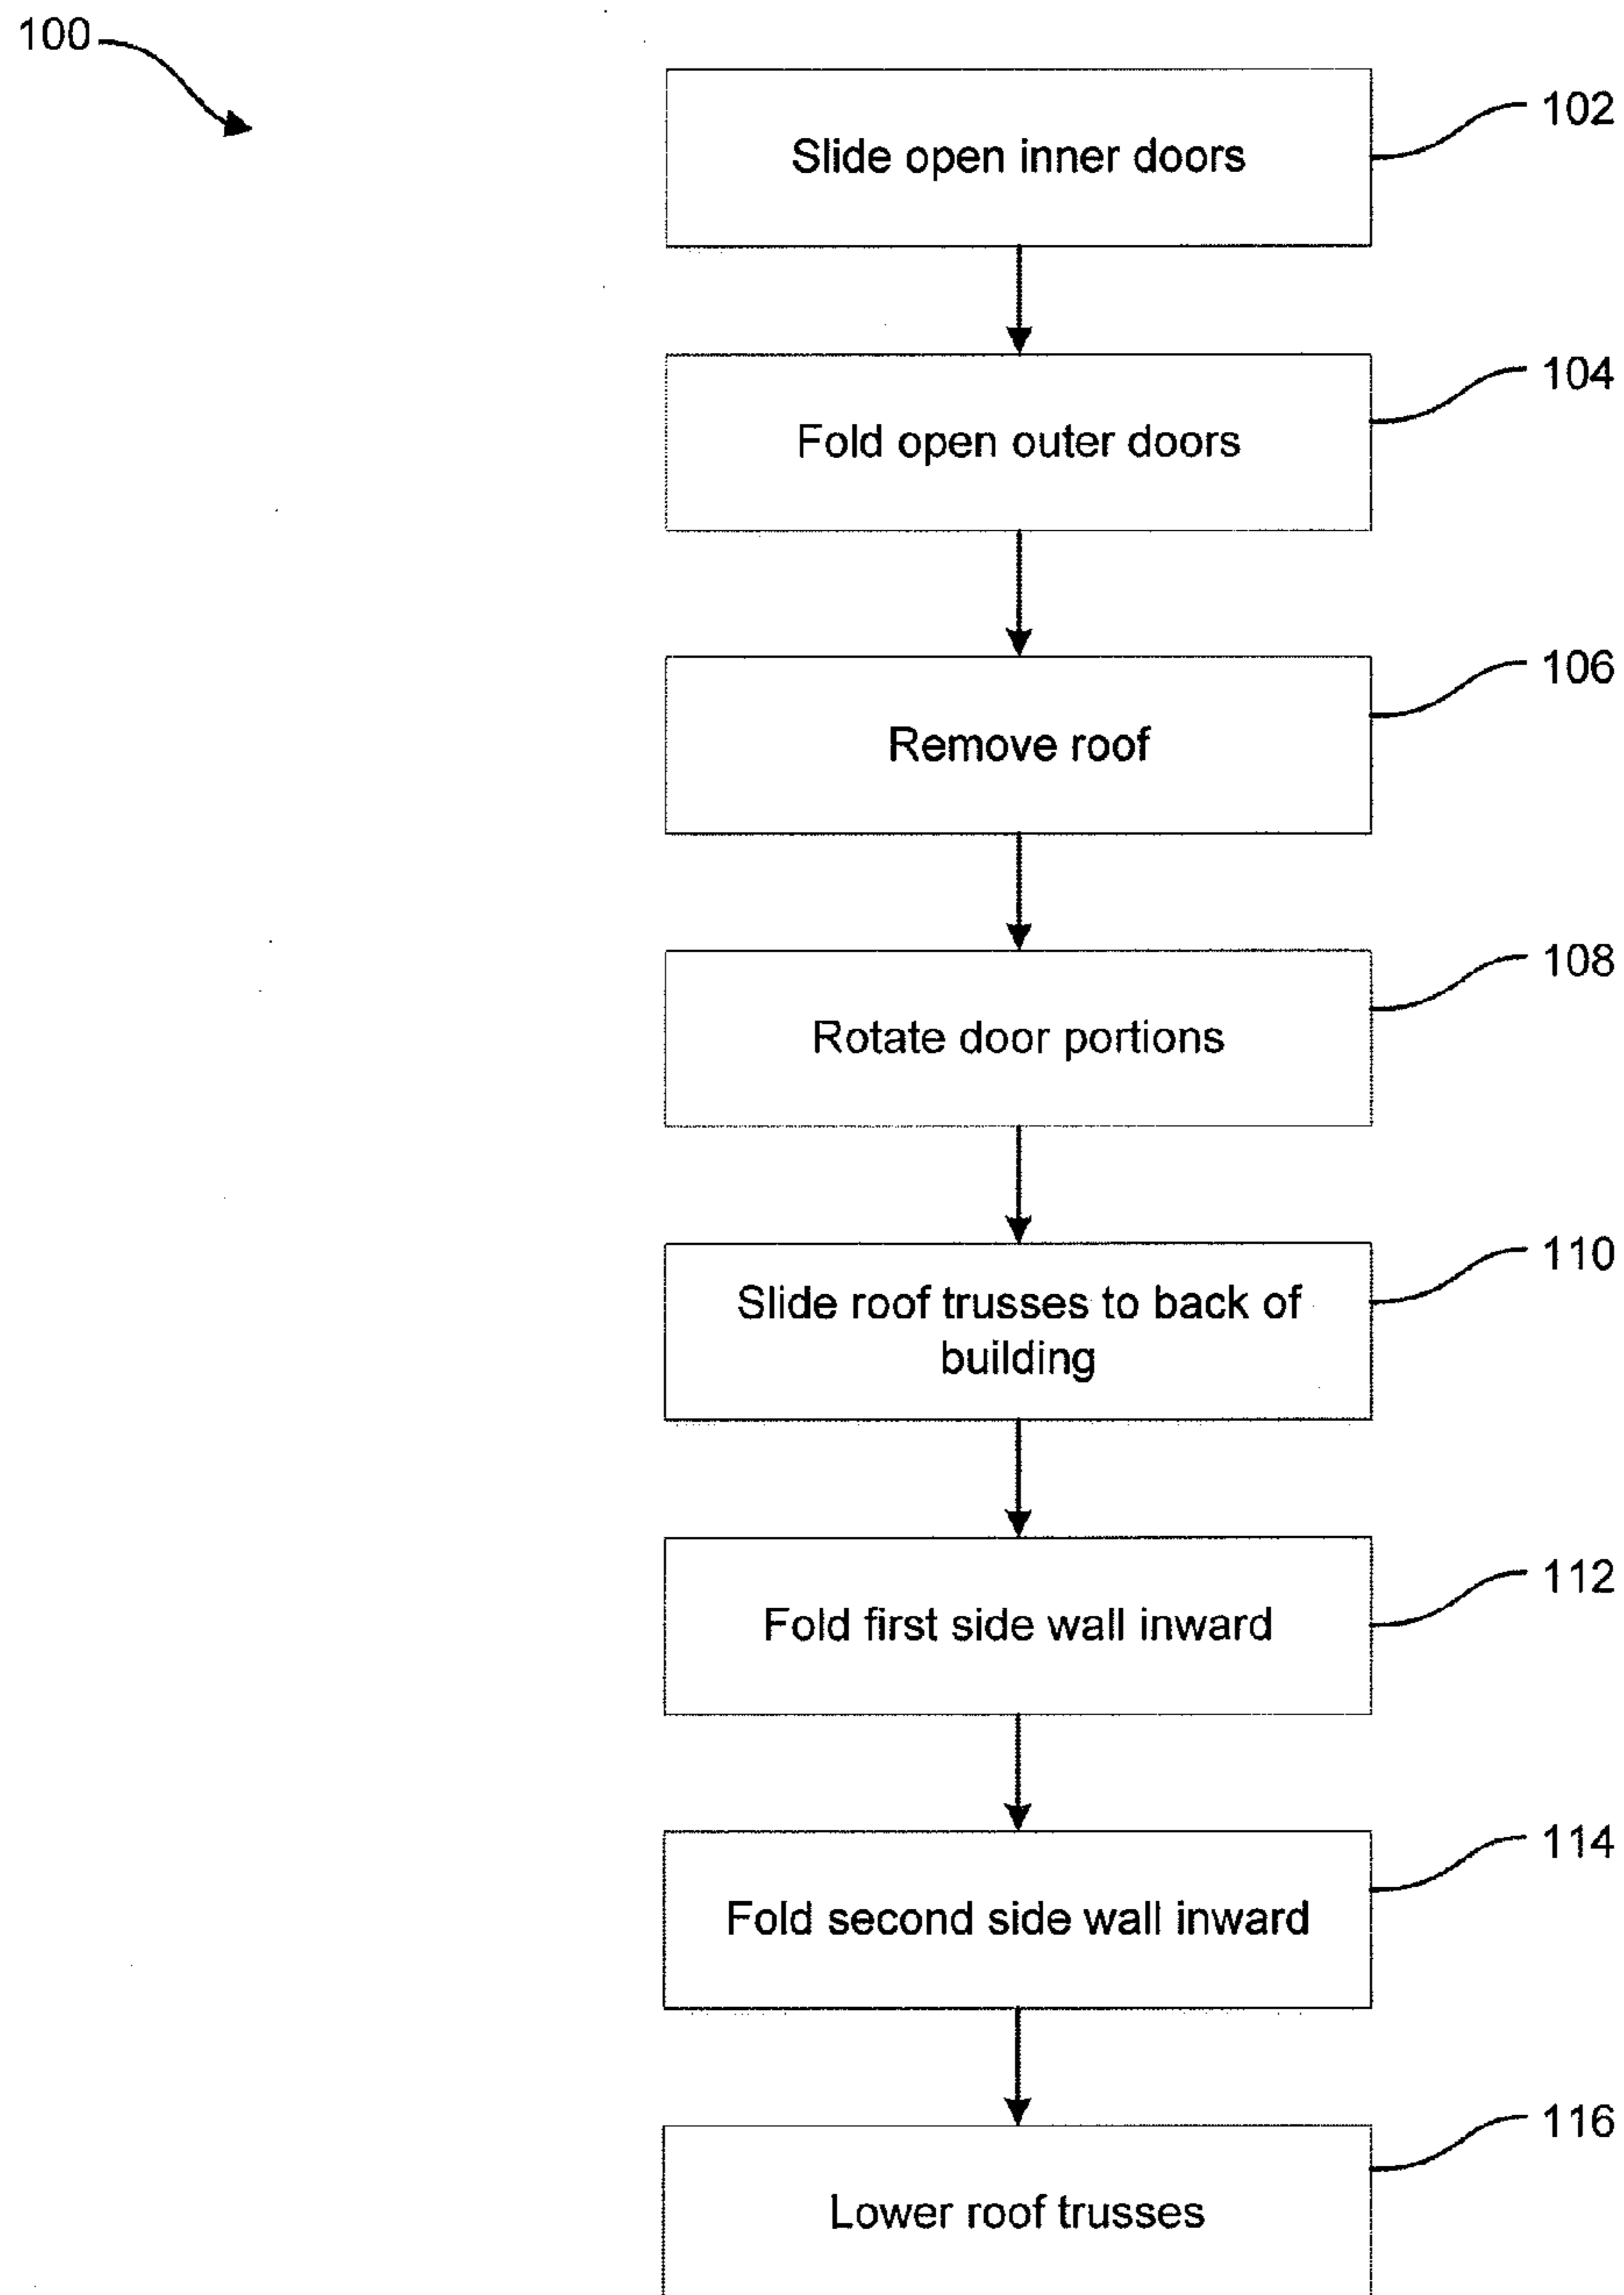 100
102
Slide open inner doors
104
Fold open outer doors
106
Remove roof
108
Rotate door portions
110
Slide roof trusses to back of
building
112
Fold first side wall inward
114
Fold second side wall inward
116
Lower roof trusses